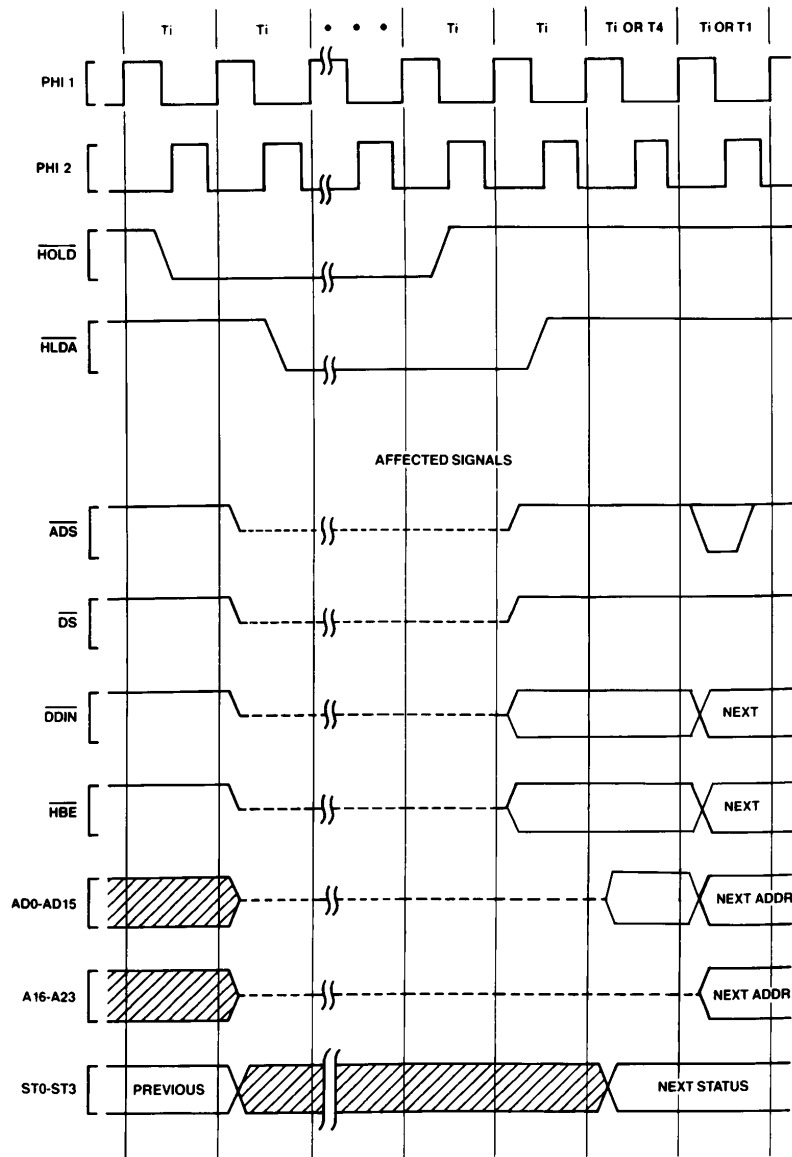 Ti Ti • • • Ti Ti Ti OR T4 Ti OR T1
PHI 1
PHI 2
HOLD
HLDA
AFFECTED SIGNALS
ADS
DS
DDIN NEXT
HBE NEXT
AD0-AD15 NEXT ADDR
A16-A23 NEXT ADDR
ST0-ST3 PREVIOUS NEXT STATUS